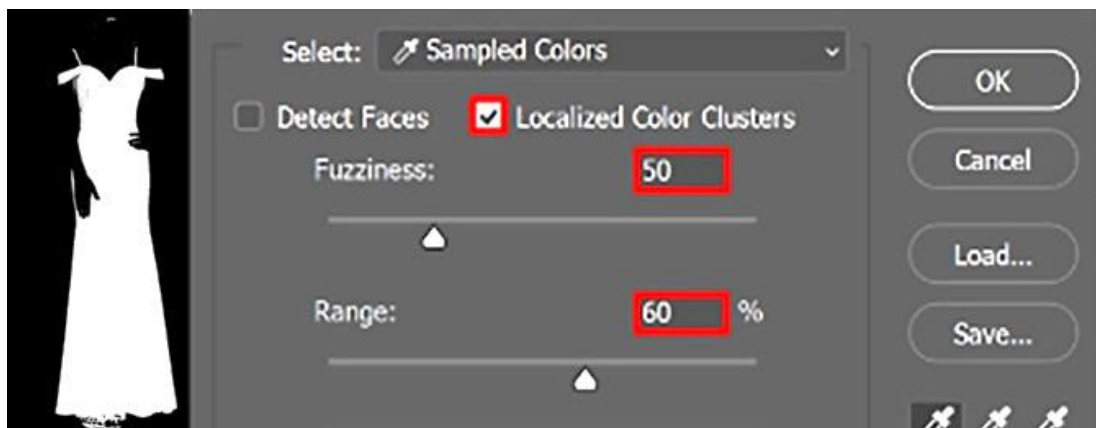 Select: Sampled Colors
OK
Detect Faces Localized Color Clusters
Cancel
Fuzziness: 50
Load...
Range: 60 %
Save...